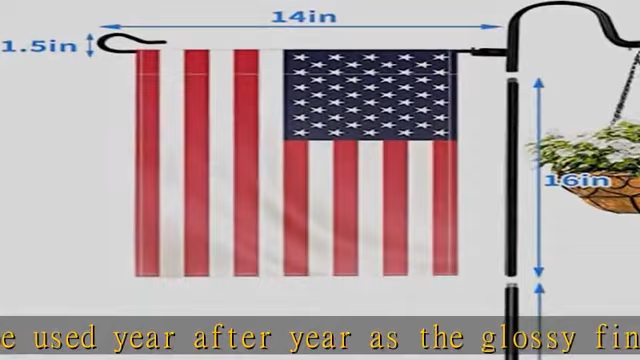 14in
1.5in
16in
e used year after year as the glossy fin